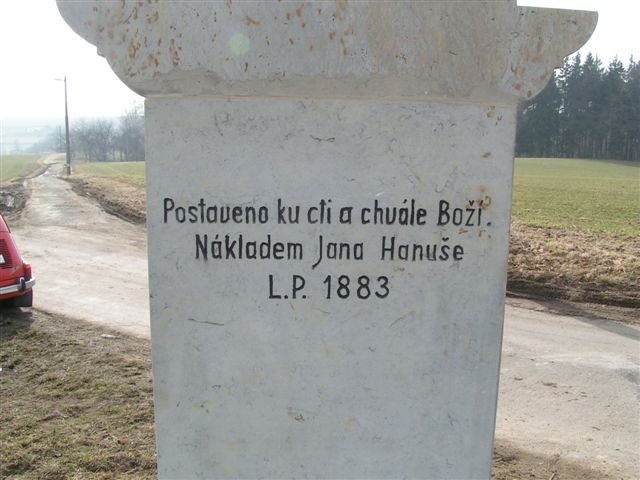 Postaveno ku cti a chvále Boží.
Nákladem Jana Hanuše
L.P. 1883